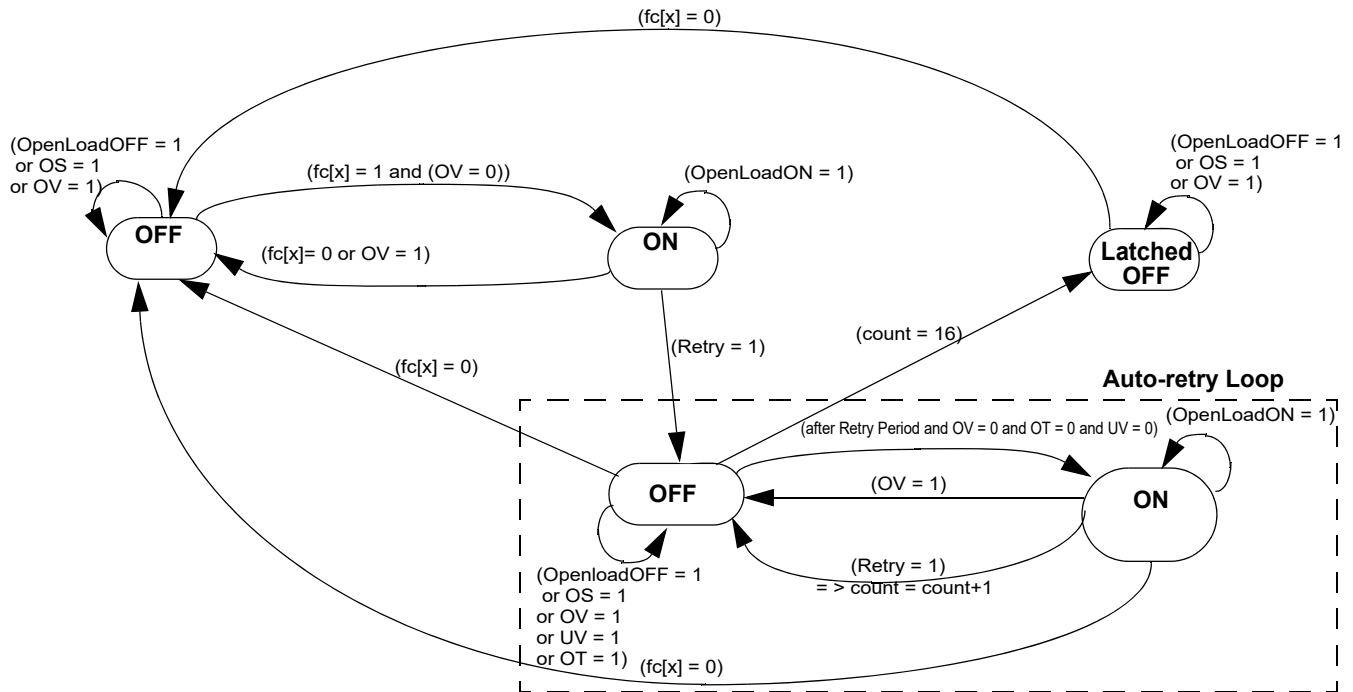 (fc[x] = 0)
(OpenLoadOFF = 1
or OS = 1
or OV = 1)
(fc[x] = 1 and (OV = 0))
(OpenLoadON = 1)
(OpenLoadOFF = 1
or OS = 1
or OV = 1)
OFF
(fc[x]= 0 or OV = 1)
ON
Latched
OFF
(Retry = 1)
(count = 16)
(fc[x] = 0)
Auto-retry Loop
(after Retry Period and OV = 0 and OT = 0 and UV = 0)
(OpenLoadON = 1)
OFF
(OV = 1)
ON
(Retry = 1)
= > count = count+1
(OpenloadOFF = 1
or OS = 1
or OV = 1
or UV = 1
or OT = 1)
(fc[x] = 0)